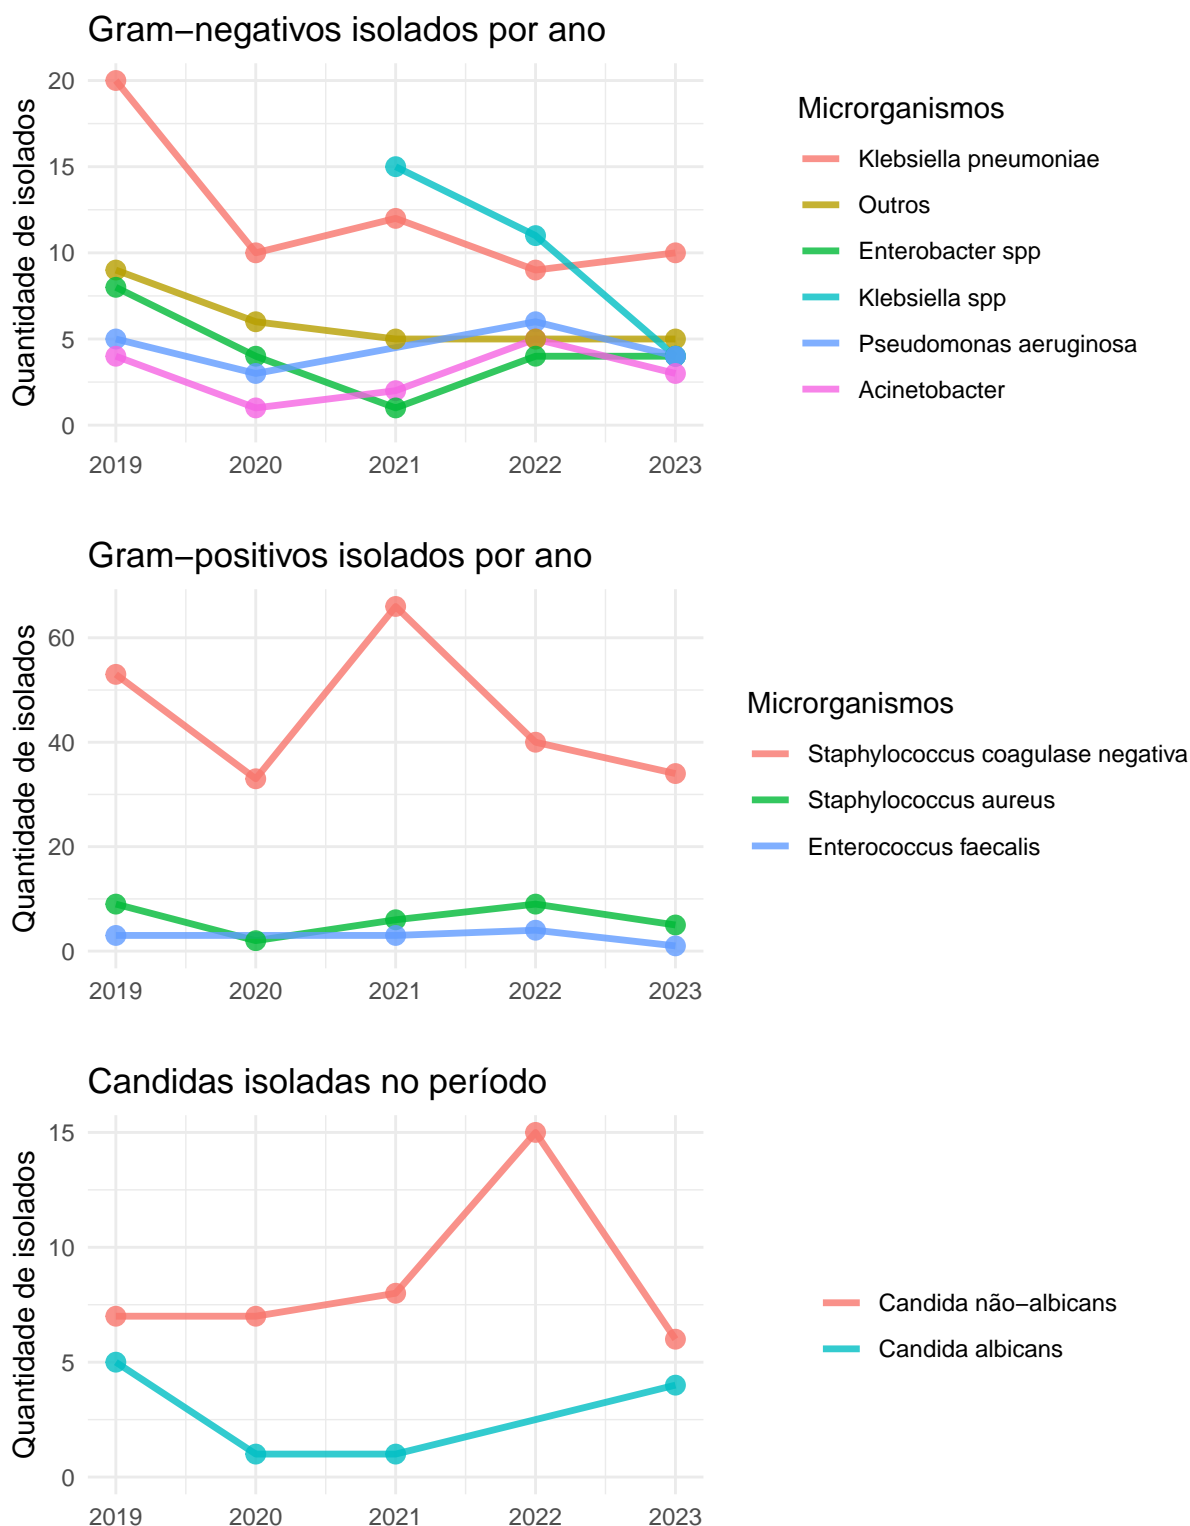 Gram−negativos isolados por ano
Quantidade de isolados
20
15
10
5
0
2019 2020 2021 2022 2023
Microrganismos
Klebsiella pneumoniae
Outros
Enterobacter spp
Klebsiella spp
Pseudomonas aeruginosa
Acinetobacter
Gram−positivos isolados por ano
Quantidade de isolados
60
40
20
0
2019 2020 2021 2022 2023
Microrganismos
Staphylococcus coagulase negativa
Staphylococcus aureus
Enterococcus faecalis
Candidas isoladas no período
Quantidade de isolados
15
10
5
0
2019 2020 2021 2022 2023
Candida não−albicans
Candida albicans